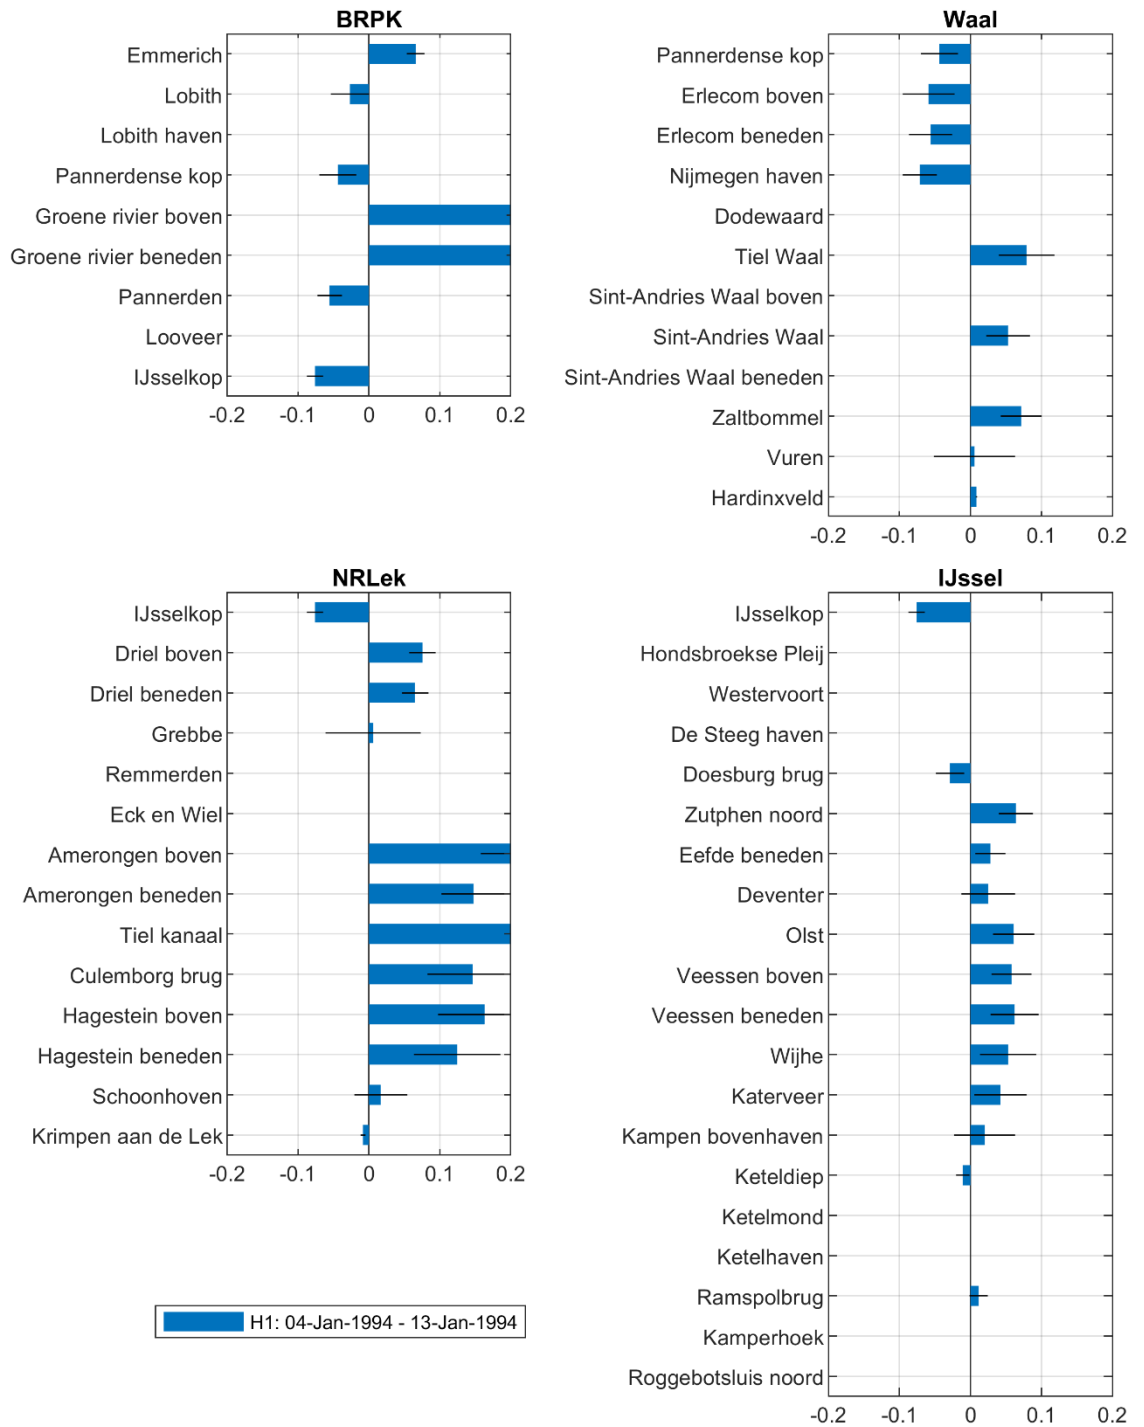 BRPK
Emmerich
Lobith
Lobith haven
Pannerdense kop
Groene rivier boven
Groene rivier beneden
Pannerden
Looveer
IJsselkop
-0.2 -0.1 0 0.1 0.2
Waal
Pannerdense kop
Erlecom boven
Erlecom beneden
Nijmegen haven
Dodewaard
Tiel Waal
Sint-Andries Waal boven
Sint-Andries Waal
Sint-Andries Waal beneden
Zaltbommel
Vuren
Hardinxveld
-0.2 -0.1 0 0.1 0.2
NRLek
IJsselkop
Driel boven
Driel beneden
Grebbe
Remmerden
Eck en Wiel
Amerongen boven
Amerongen beneden
Tiel kanaal
Culemborg brug
Hagestein boven
Hagestein beneden
Schoonhoven
Krimpen aan de Lek
-0.2 -0.1 0 0.1 0.2
IJssel
IJsselkop
Hondsbroekse Pleij
Westervoort
De Steeg haven
Doesburg brug
Zutphen noord
Eefde beneden
Deventer
Olst
Veessen boven
Veessen beneden
Wijhe
Katerveer
Kampen bovenhaven
Keteldiep
Ketelmond
Ketelhaven
Ramspolbrug
Kamperhoek
Roggebotsluis noord
-0.2 -0.1 0 0.1 0.2
H1: 04-Jan-1994 - 13-Jan-1994